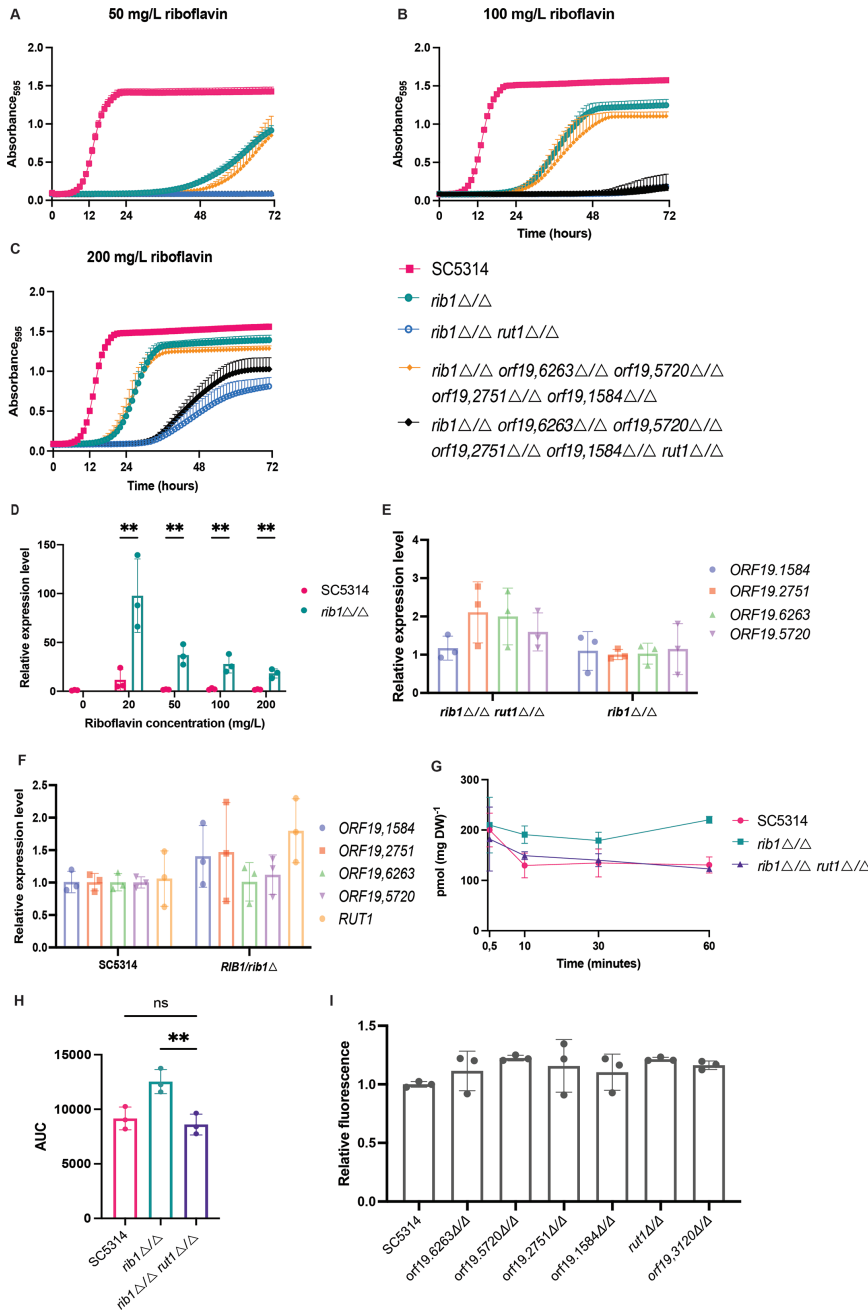 A
50 mg/L riboflavin
Absorbance595
2.0
1.5
1.0
0.5
0.0
0
12
24
48
72
B
100 mg/L riboflavin
Absorbance595
2.0
1.5
1.0
0.5
0.0
0
12
24
48
72
Time (hours)
C
200 mg/L riboflavin
Absorbance595
2.0
1.5
1.0
0.5
0.0
0
12
24
48
72
Time (hours)
SC5314
rib1△/△
rib1△/△ rut1△/△
rib1△/△ orf19,6263△/△ orf19,5720△/△
orf19,2751△/△ orf19,1584△/△
rib1△/△ orf19,6263△/△ orf19,5720△/△
orf19,2751△/△ orf19,1584△/△ rut1△/△
D
Relative expression level
150
100
50
0
** ** ** **
0
20
50
100
200
Riboflavin concentration (mg/L)
SC5314
rib1△/△
E
Relative expression level
4
3
2
1
0
rib1△/△ rut1△/△
rib1△/△
ORF19.1584
ORF19.2751
ORF19.6263
ORF19.5720
F
Relative expression level
2.5
2.0
1.5
1.0
0.5
0.0
SC5314
RIB1/rib1△
ORF19,1584
ORF19,2751
ORF19,6263
ORF19,5720
RUT1
G
pmol (mg DW)-1
300
200
100
0
0,5
10
30
60
Time (minutes)
SC5314
rib1△/△
rib1△/△ rut1△/△
H
ns
**
AUC
15000
10000
5000
0
SC5314
rib1△/△
rib1△/△ rut1△/△
I
Relative fluorescence
1.5
1.0
0.5
0.0
SC5314
orf19.6263Δ/Δ
orf19.5720Δ/Δ
orf19.2751Δ/Δ
orf19.1584Δ/Δ
rut1Δ/Δ
orf19,3120Δ/Δ